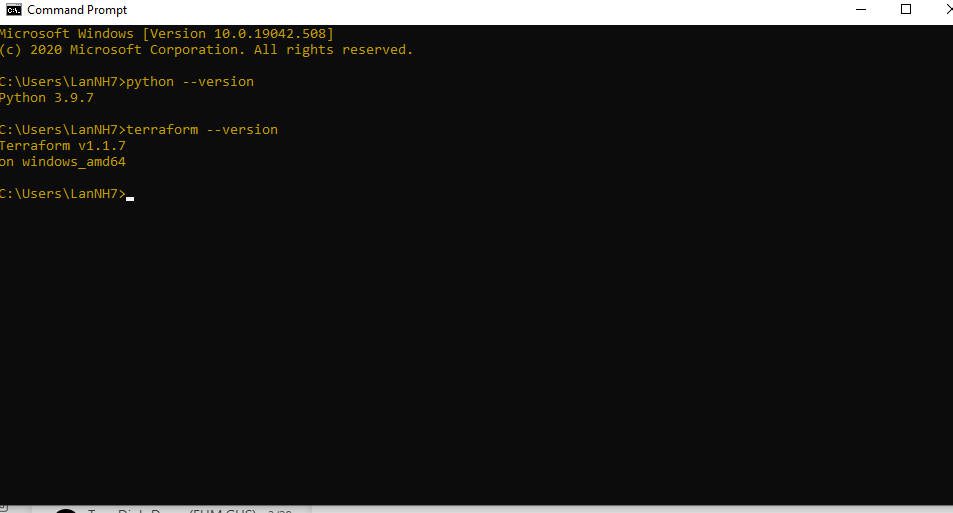 Command Prompt
Microsoft Windows [Version 10.0.19042.508]
(c) 2020 Microsoft Corporation. All rights reserved.
C:\Users\LanNH7>python --version
Python 3.9.7
C:\Users\LanNH7>terraform --version
Terraform v1.1.7
on windows_amd64
C:\Users\LanNH7>